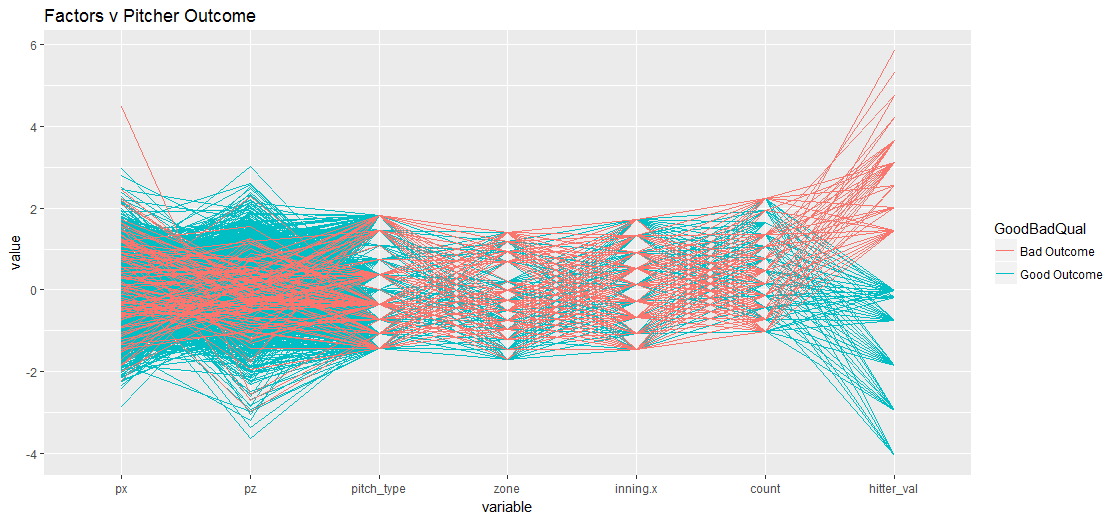 Factors v Pitcher Outcome
6
4
2
0
-2
-4
value
px pz pitch_type zone inning.x count hitter_val
variable
GoodBadQual
Bad Outcome
Good Outcome